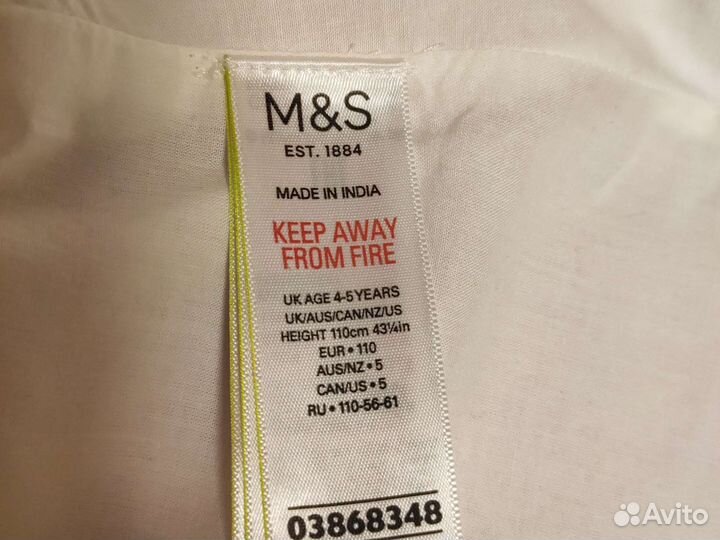 M&S
EST. 1884
MADE IN INDIA
KEEP AWAY
FROM FIRE
UK AGE 4-5 YEARS
UK/AUS/CAN/NZ/US
HEIGHT 110cm 43¼in
EUR • 110
AUS/NZ • 5
CAN/US • 5
RU • 110-56-61
03868348
Avito